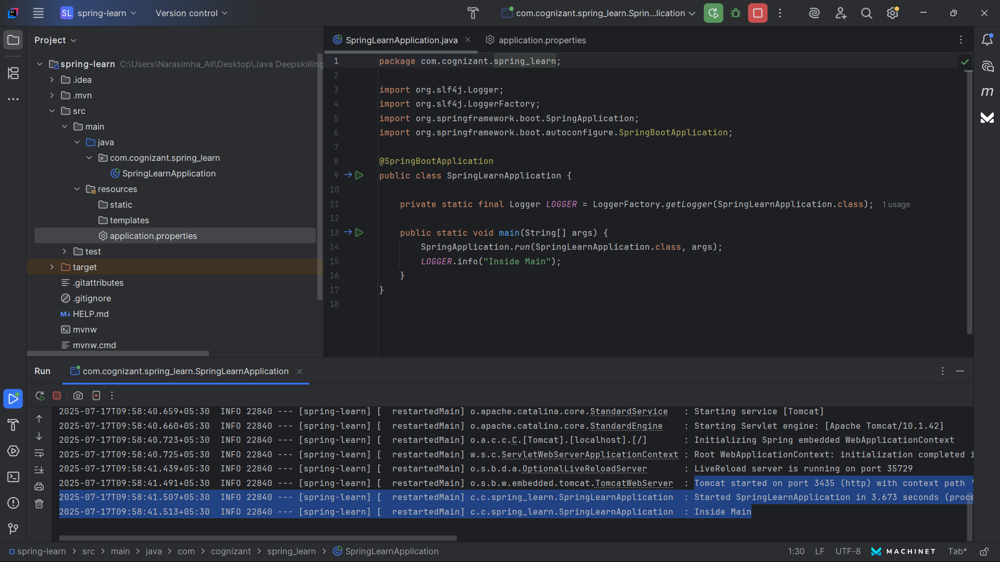 SL spring-learn
Version control
com.cognizant.spring_learn.Sprin...lication
Project
spring-learn C:\Users\Narasimha_All\Desktop\Java Deepskilling
.idea
.mvn
src
main
java
com.cognizant.spring_learn
SpringLearnApplication
resources
static
templates
application.properties
test
target
.gitattributes
.gitignore
M↓ HELP.md
mvnw
mvnw.cmd
SpringLearnApplication.java
application.properties
1 package com.cognizant.spring_learn;
2
3 import org.slf4j.Logger;
4 import org.slf4j.LoggerFactory;
5 import org.springframework.boot.SpringApplication;
6 import org.springframework.boot.autoconfigure.SpringBootApplication;
7
8 @SpringBootApplication
9 public class SpringLearnApplication {
10
11 private static final Logger LOGGER = LoggerFactory.getLogger(SpringLearnApplication.class); 1 usage
12
13 public static void main(String[] args) {
14 SpringApplication.run(SpringLearnApplication.class, args);
15 LOGGER.info("Inside Main");
16 }
17 }
18
m
Run
com.cognizant.spring_learn.SpringLearnApplication
2025-07-17T09:58:40.659+05:30 INFO 22840 --- [spring-learn] [ restartedMain] o.apache.catalina.core.StandardService : Starting service [Tomcat]
2025-07-17T09:58:40.660+05:30 INFO 22840 --- [spring-learn] [ restartedMain] o.apache.catalina.core.StandardEngine : Starting Servlet engine: [Apache Tomcat/10.1.42]
2025-07-17T09:58:40.723+05:30 INFO 22840 --- [spring-learn] [ restartedMain] o.a.c.c.C.[Tomcat].[localhost].[/] : Initializing Spring embedded WebApplicationContext
2025-07-17T09:58:40.725+05:30 INFO 22840 --- [spring-learn] [ restartedMain] w.s.c.ServletWebServerApplicationContext : Root WebApplicationContext: initialization completed i
2025-07-17T09:58:41.439+05:30 INFO 22840 --- [spring-learn] [ restartedMain] o.s.b.d.a.OptionalLiveReloadServer : LiveReload server is running on port 35729
2025-07-17T09:58:41.491+05:30 INFO 22840 --- [spring-learn] [ restartedMain] o.s.b.w.embedded.tomcat.TomcatWebServer : Tomcat started on port 3435 (http) with context path '
2025-07-17T09:58:41.507+05:30 INFO 22840 --- [spring-learn] [ restartedMain] c.c.spring_learn.SpringLearnApplication : Started SpringLearnApplication in 3.673 seconds (proce
2025-07-17T09:58:41.513+05:30 INFO 22840 --- [spring-learn] [ restartedMain] c.c.spring_learn.SpringLearnApplication : Inside Main
spring-learn > src > main > java > com > cognizant > spring_learn > SpringLearnApplication
1:30 LF UTF-8 MACHINET Tab*